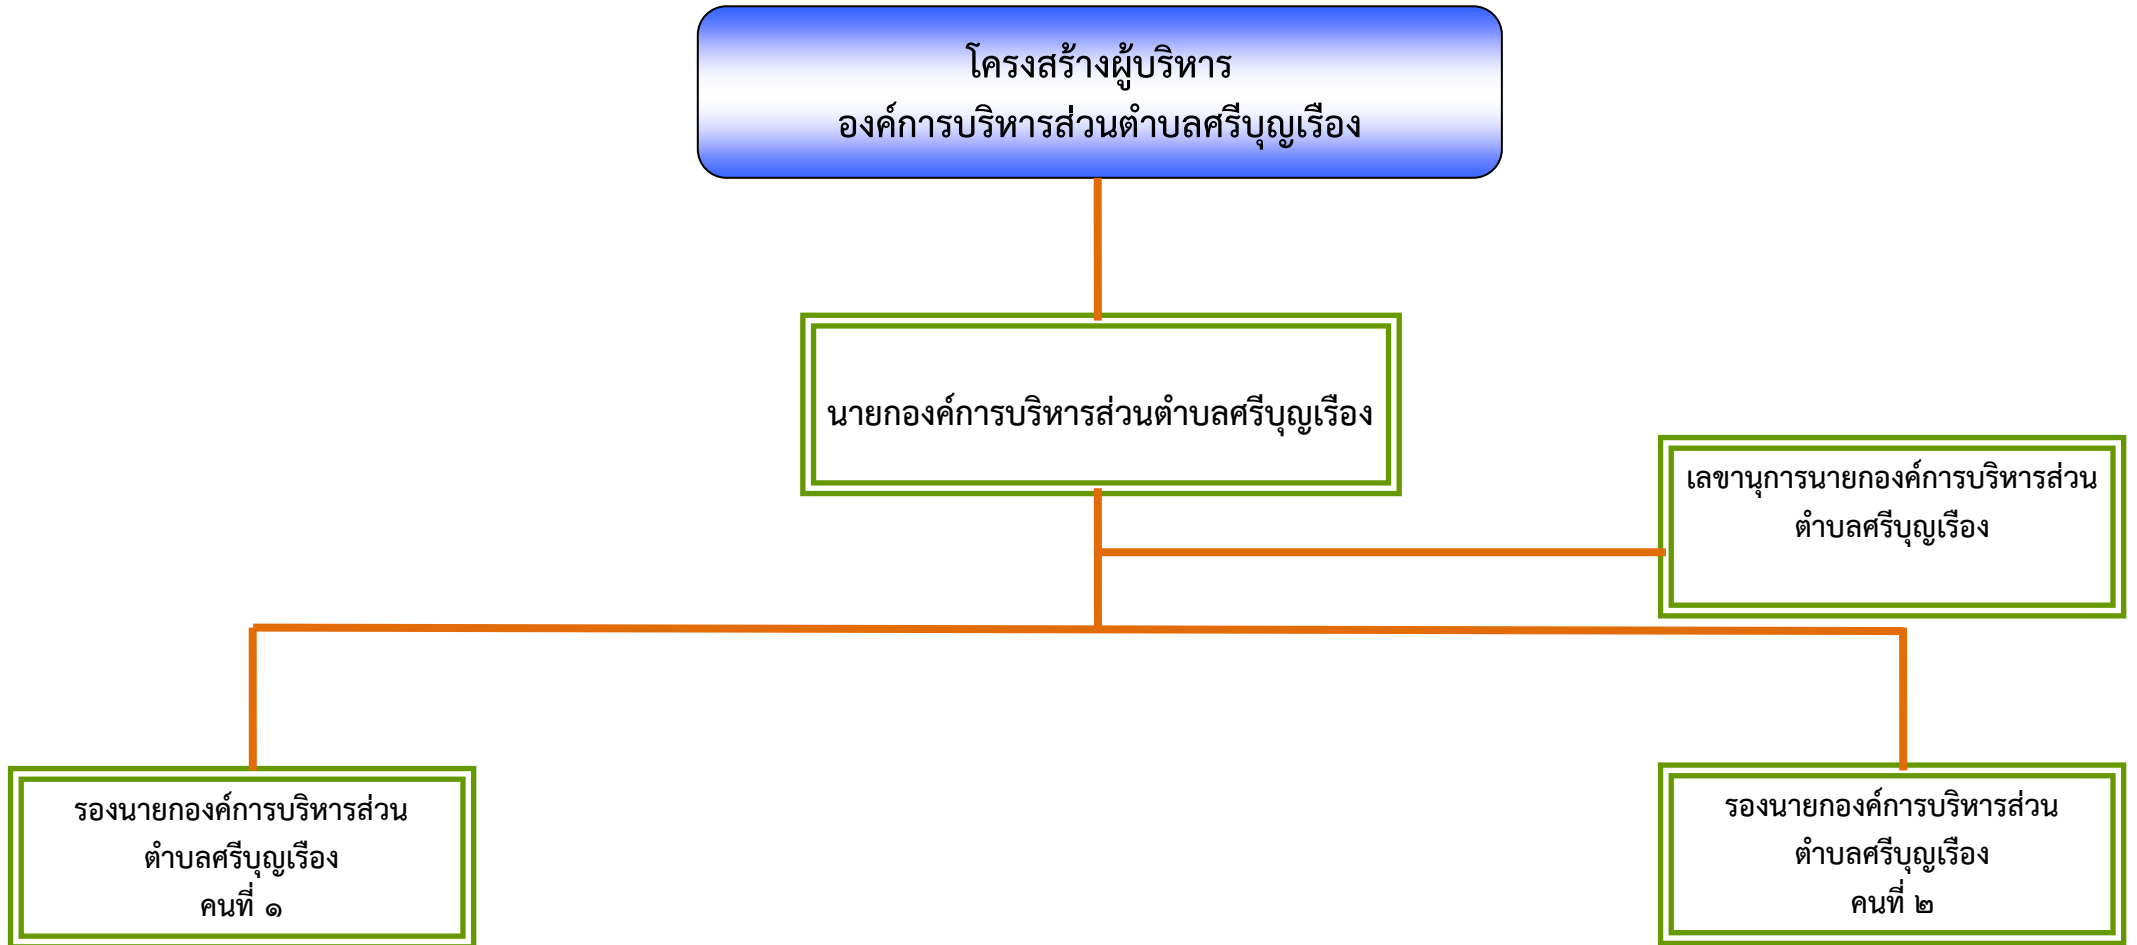 โครงสร้างผู้บริหาร
องค์การบริหารส่วนตำบลศรีบุญเรือง
นายกองค์การบริหารส่วนตำบลศรีบุญเรือง
เลขานุการนายกองค์การบริหารส่วน
ตำบลศรีบุญเรือง
รองนายกองค์การบริหารส่วน
ตำบลศรีบุญเรือง
คนที่ ๑
รองนายกองค์การบริหารส่วน
ตำบลศรีบุญเรือง
คนที่ ๒